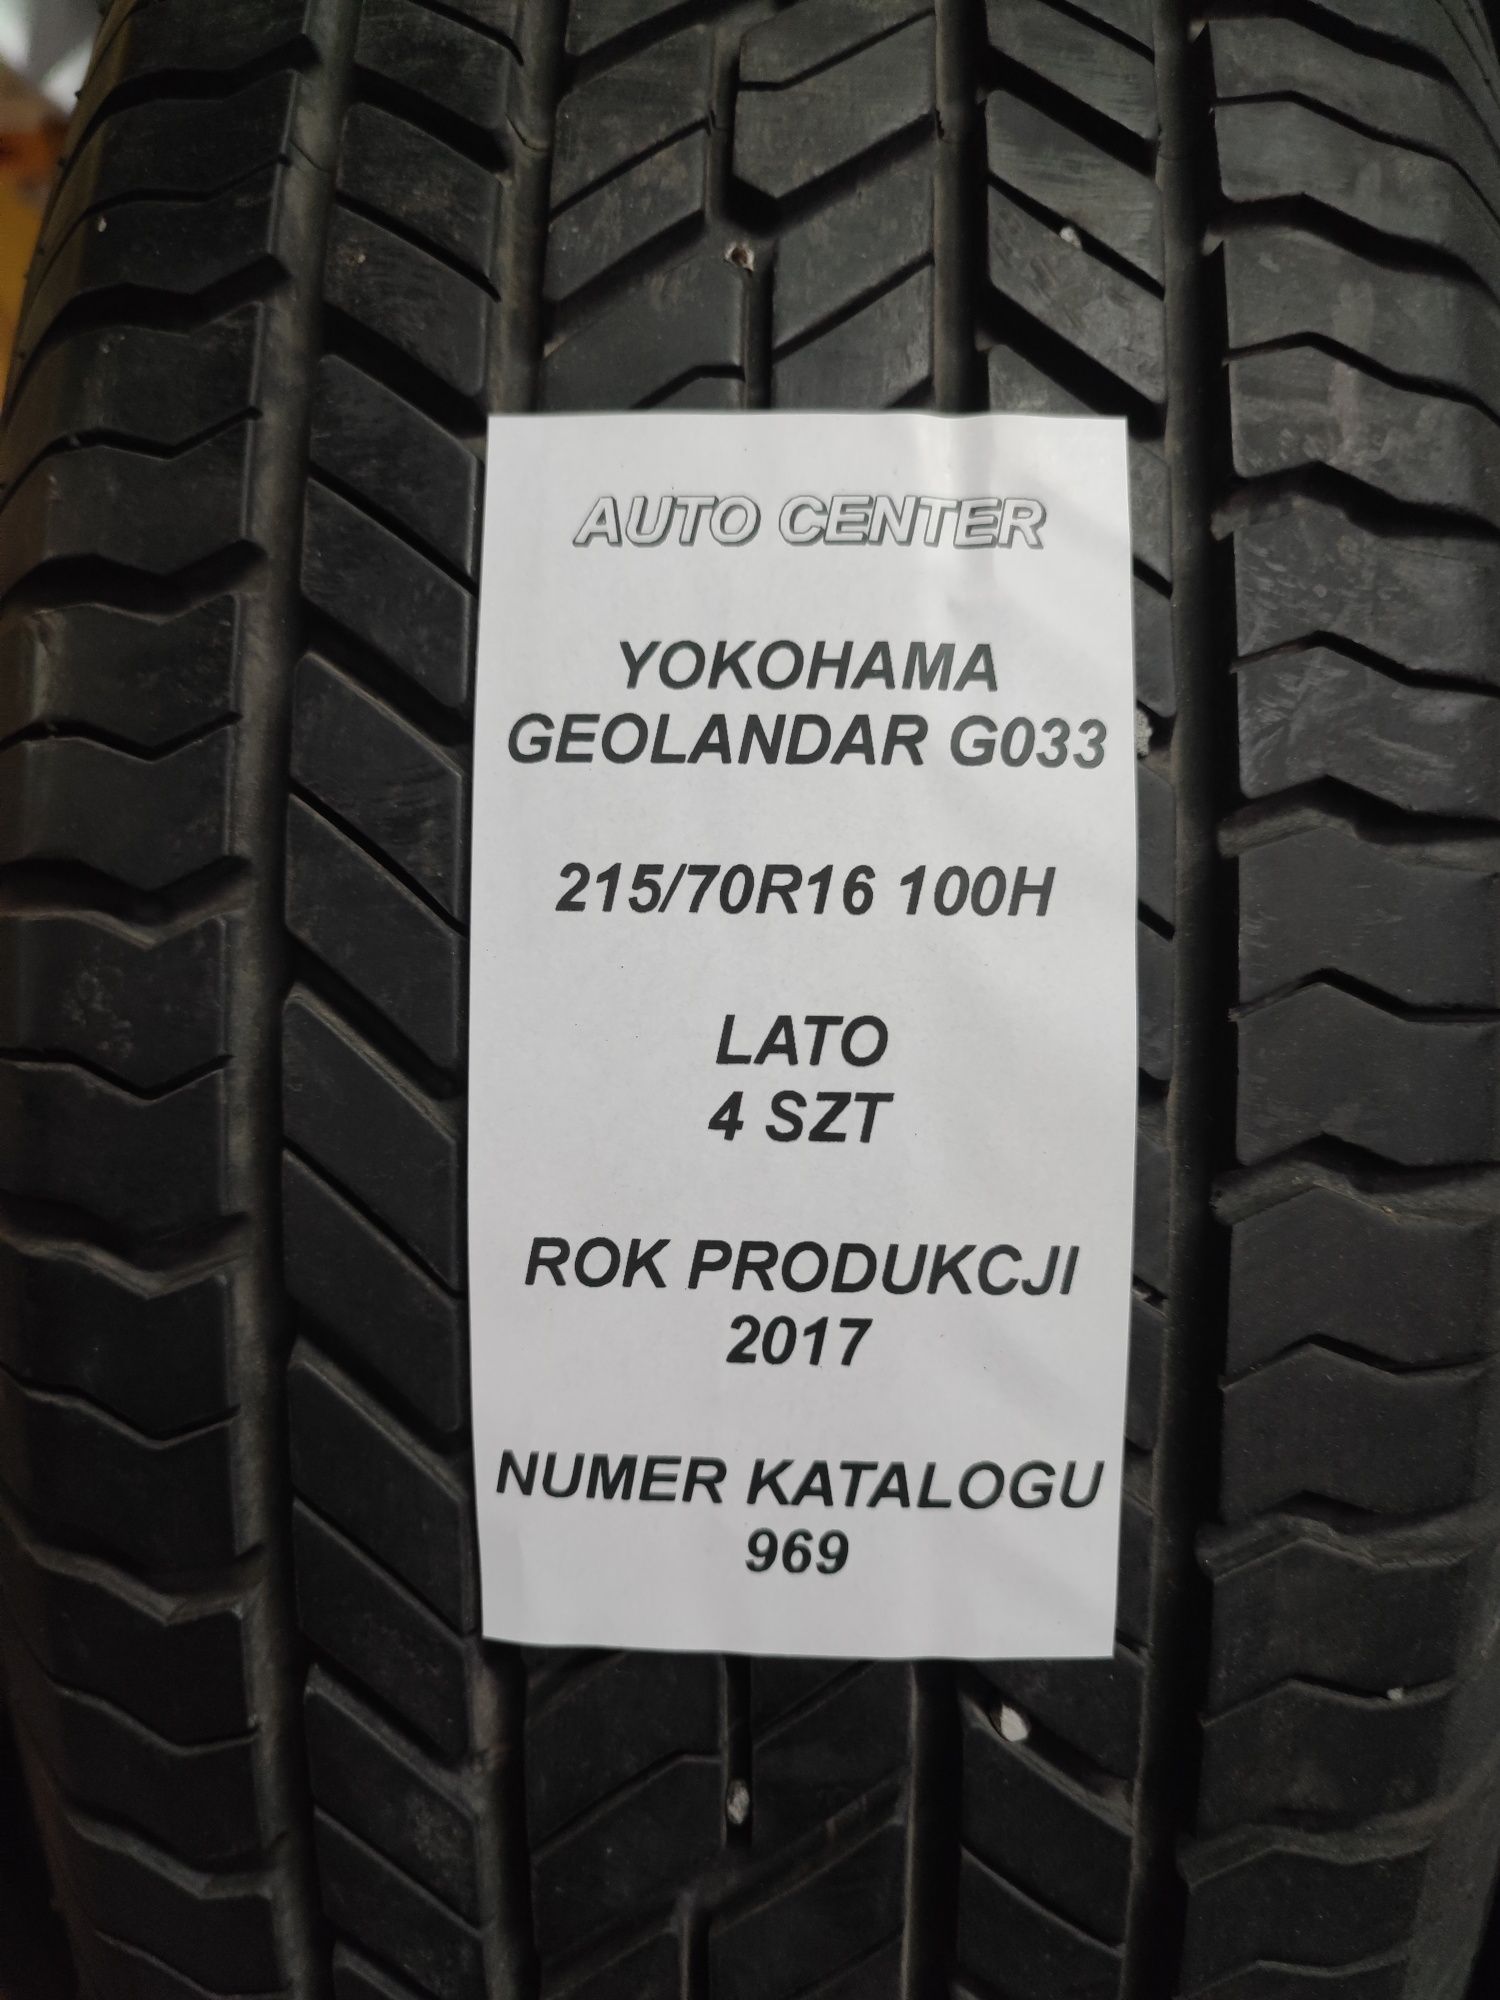 AUTO CENTER
YOKOHAMA
GEOLANDAR G033
215/70R16 100H
LATO
4 SZT
ROK PRODUKCJI
2017
NUMER KATALOGU
969